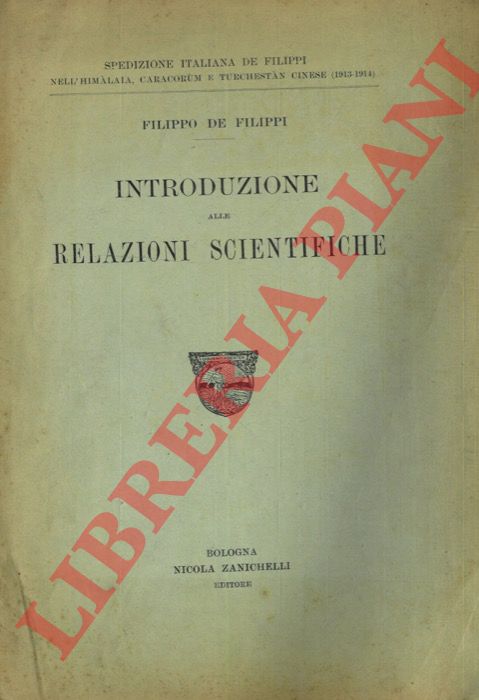 SPEDIZIONE ITALIANA DE FILIPPI
NELL'HIMÀLAIA, CARACORÙM E TURCHESTÀN CINESE (1913-1914)
FILIPPO DE FILIPPI
INTRODUZIONE
ALLE
RELAZIONI SCIENTIFICHE
BOLOGNA
NICOLA ZANICHELLI
EDITORE
LIBRERIA PIANI